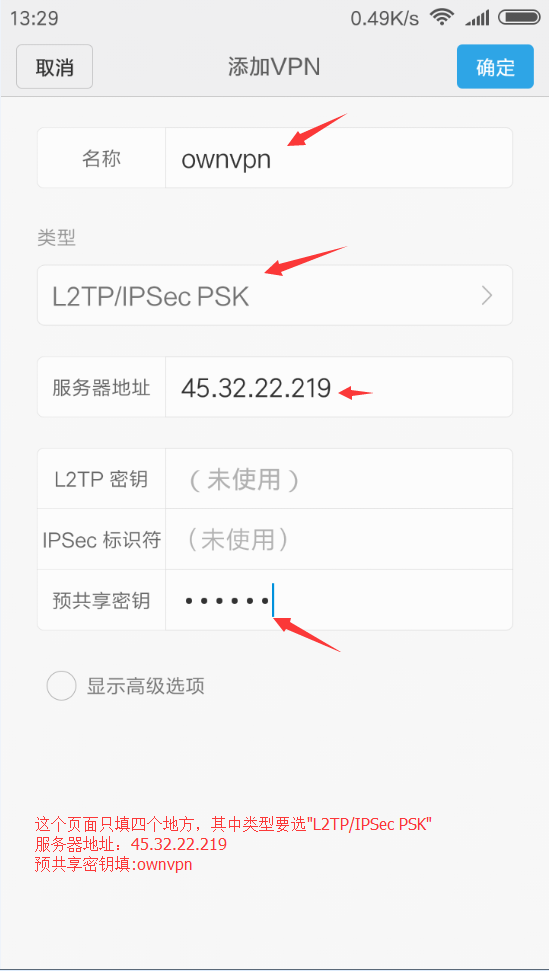 13:29 0.49K/s
取消 添加VPN 确定
名称 ownvpn
类型
L2TP/IPSec PSK
服务器地址 45.32.22.219
L2TP 密钥 （未使用）
IPSec 标识符 （未使用）
预共享密钥 ••••••
显示高级选项
这个页面只填四个地方，其中类型要选"L2TP/IPSec PSK"
服务器地址：45.32.22.219
预共享密钥填:ownvpn